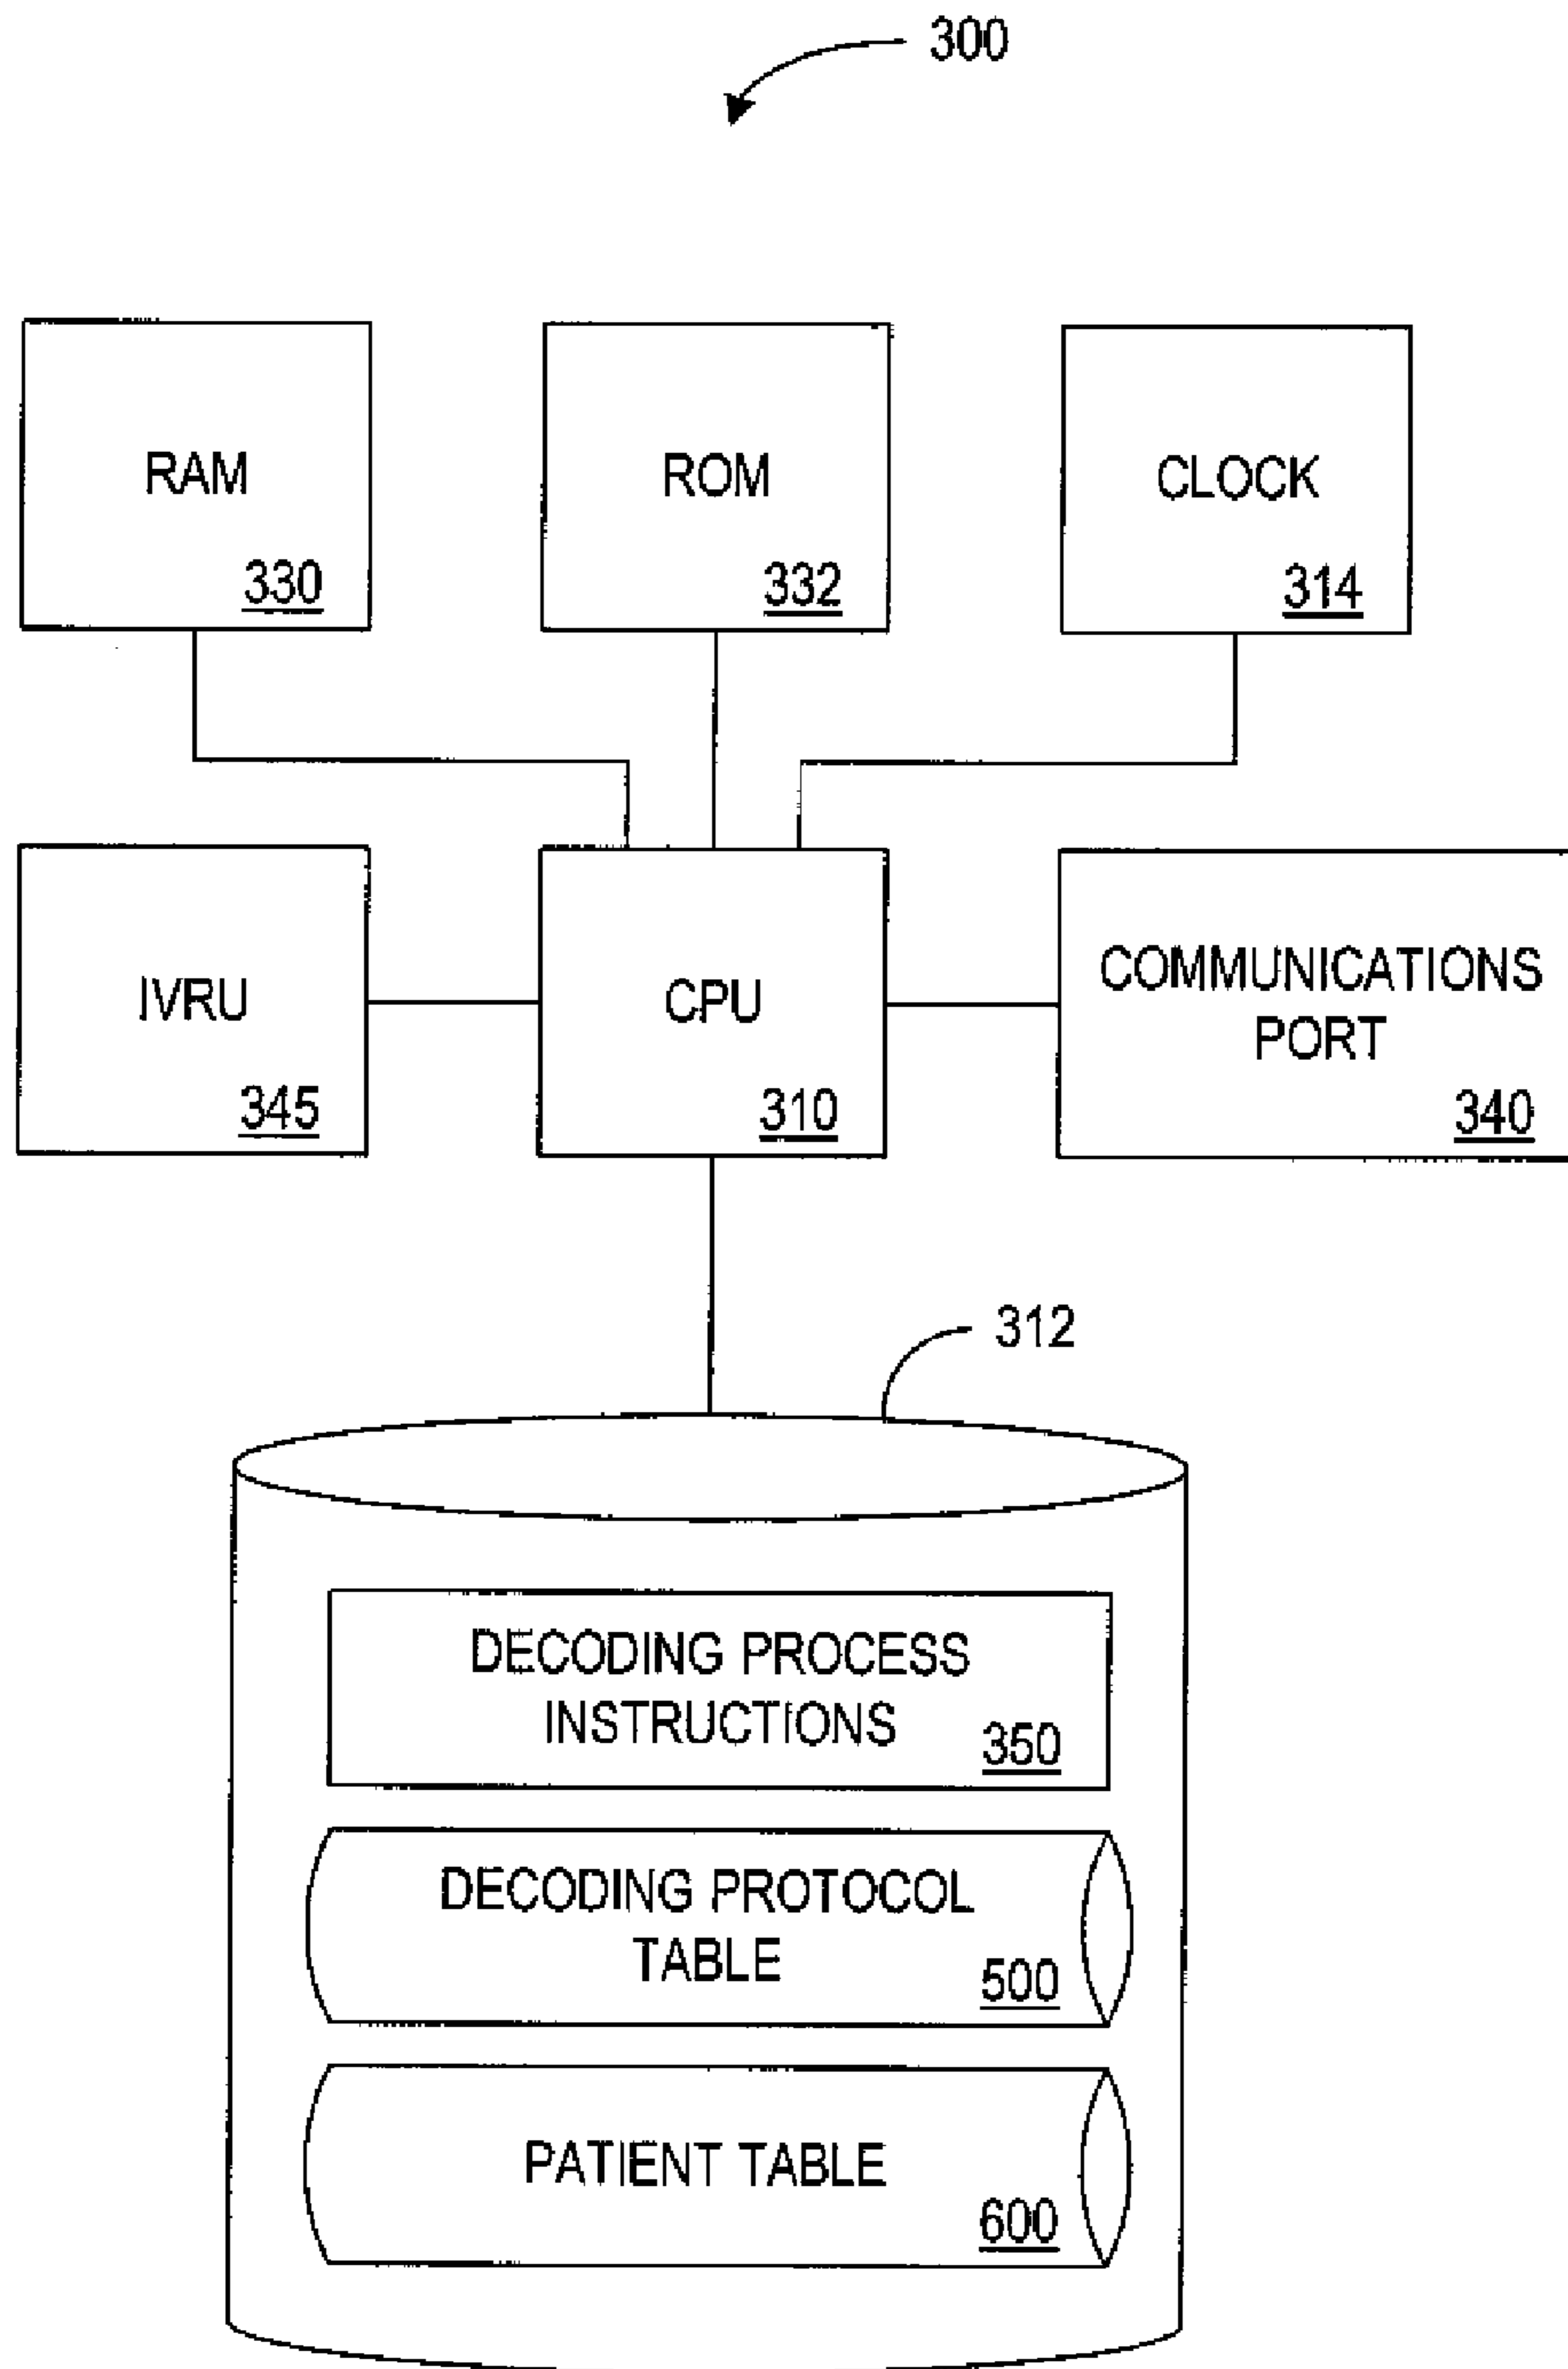 300
RAM
330
ROM
332
CLOCK
314
IVRU
345
CPU
310
COMMUNICATIONS
PORT
340
312
DECODING PROCESS
INSTRUCTIONS
350
DECODING PROTOCOL
TABLE
500
PATIENT TABLE
600